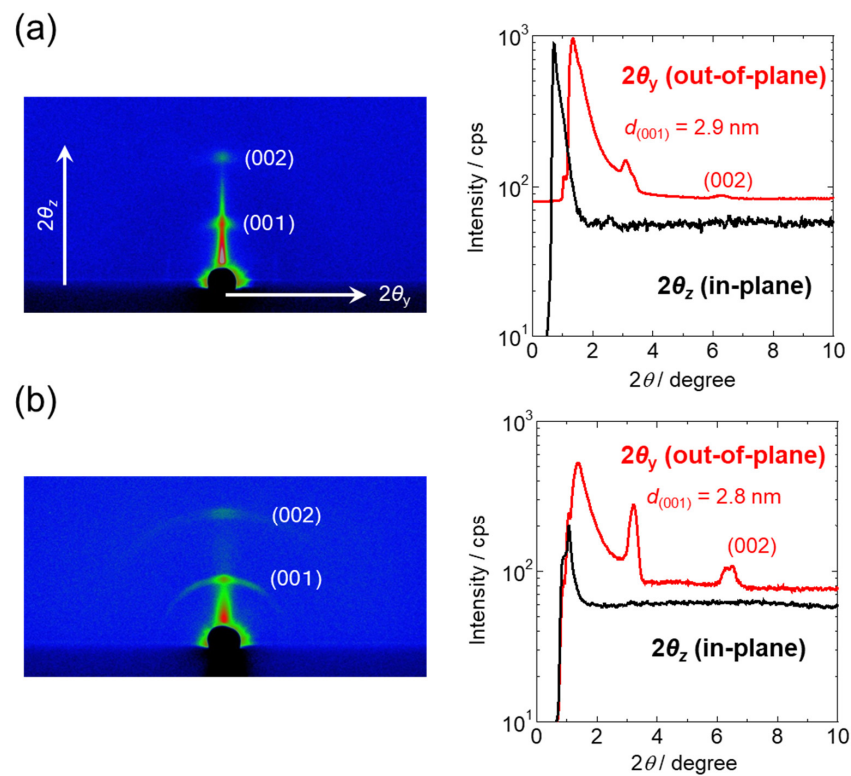 (a)
2θz
(002)
(001)
2θy
10³
10²
10¹
Intensity / cps
2θy (out-of-plane)
d(001) = 2.9 nm
(002)
2θz (in-plane)
0 2 4 6 8 10
2θ / degree
(b)
(002)
(001)
10³
10²
10¹
Intensity / cps
2θy (out-of-plane)
d(001) = 2.8 nm
(002)
2θz (in-plane)
0 2 4 6 8 10
2θ / degree